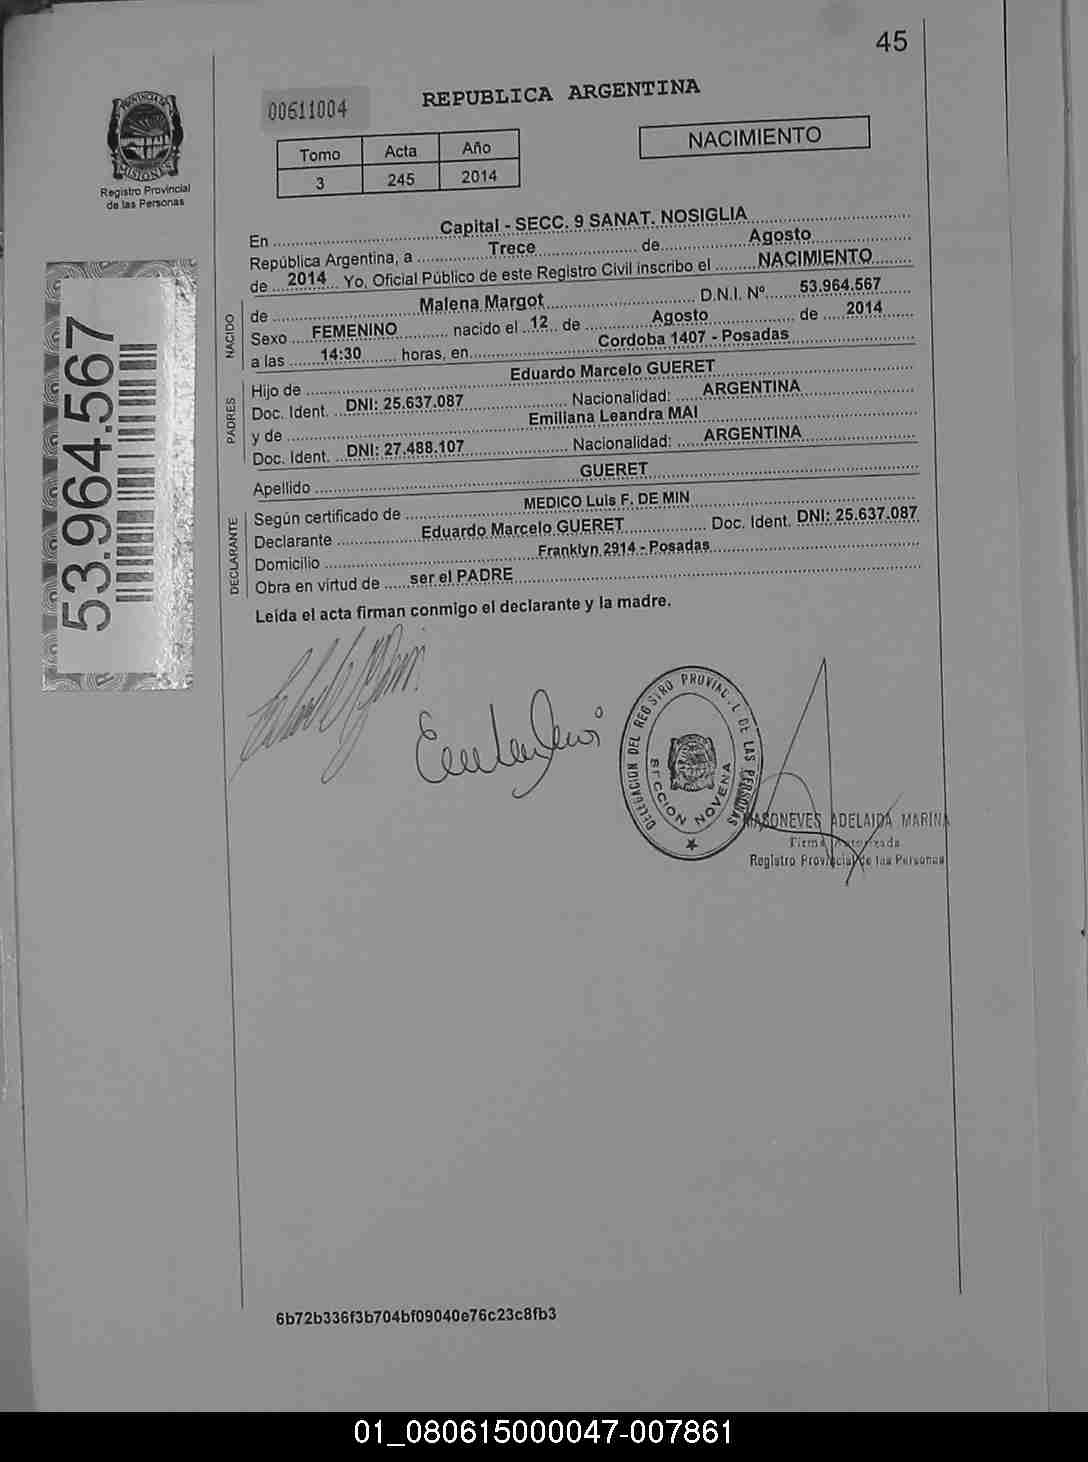 45
PROVINCIA DE
MISIONES
Registro Provincial
de las Personas
00611004
REPUBLICA ARGENTINA
NACIMIENTO
Tomo Acta Año
3 245 2014
53.964.567
En Capital - SECC. 9 SANAT. NOSIGLIA
República Argentina, a Trece de Agosto
de 2014 Yo, Oficial Público de este Registro Civil inscribo el NACIMIENTO
NACIDO
de Malena Margot D.N.I. Nº 53.964.567
Sexo FEMENINO nacido el 12 de Agosto de 2014
a las 14:30 horas, en Cordoba 1407 - Posadas
PADRES
Hijo de Eduardo Marcelo GUERET
Doc. Ident. DNI: 25.637.087 Nacionalidad: ARGENTINA
y de Emiliana Leandra MAI
Doc. Ident. DNI: 27.488.107 Nacionalidad: ARGENTINA
Apellido GUERET
DECLARANTE
Según certificado de MEDICO Luis F. DE MIN
Declarante Eduardo Marcelo GUERET Doc. Ident. DNI: 25.637.087
Domicilio Franklyn 2914 - Posadas
Obra en virtud de ser el PADRE
Leída el acta firman conmigo el declarante y la madre.
DELEGACION DEL REGISTRO PROVINCIAL DE LAS PERSONAS
SECCION NOVENA
MASONEVES ADELAIDA MARINA
Firma Autorizada
Registro Provincial de las Personas
6b72b336f3b704bf09040e76c23c8fb3
01_080615000047-007861